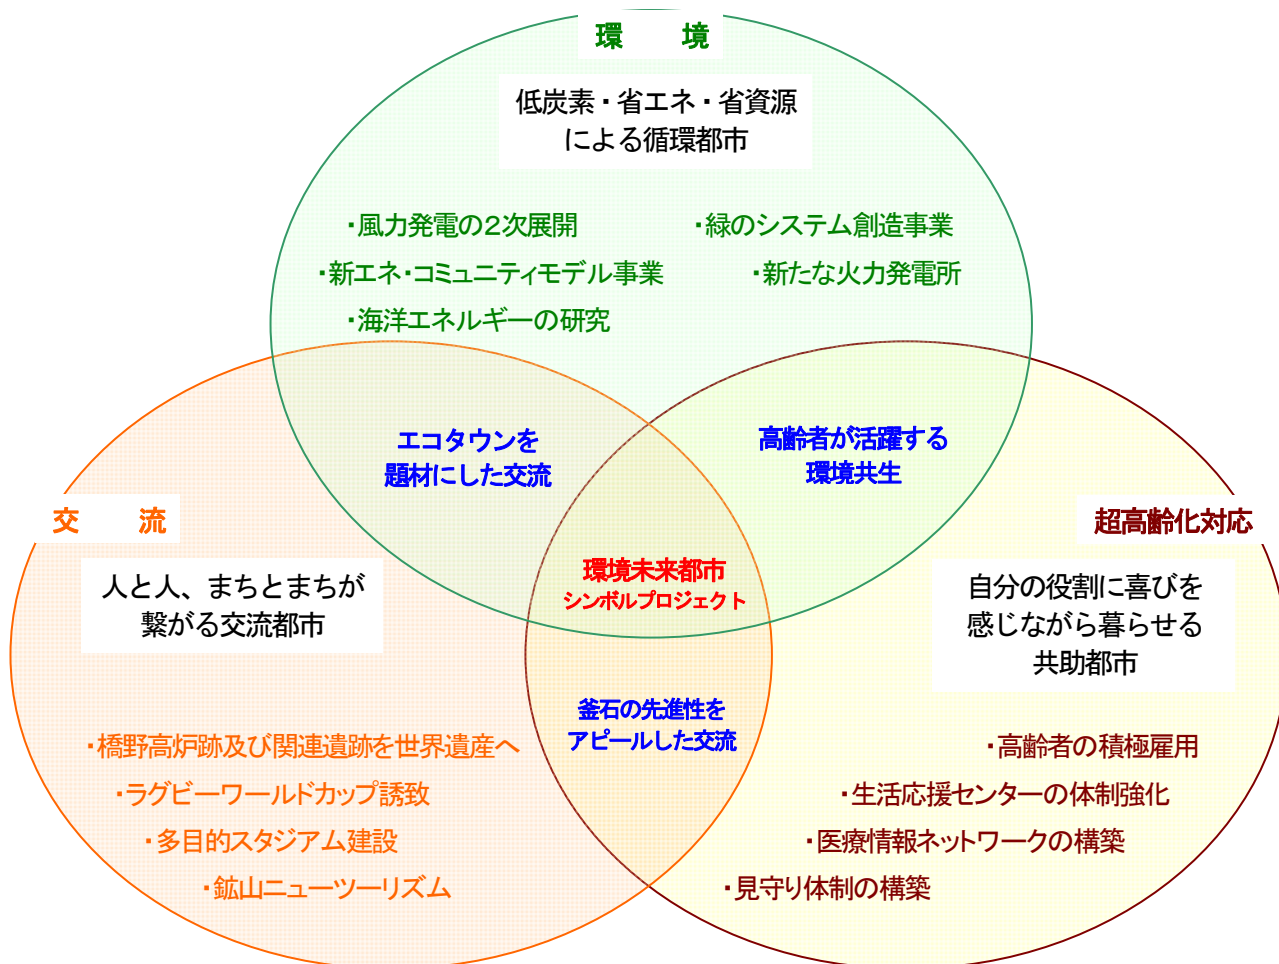 環　　境
低炭素・省エネ・省資源
による循環都市
・風力発電の２次展開
・緑のシステム創造事業
・新エネ・コミュニティモデル事業
・新たな火力発電所
・海洋エネルギーの研究
エコタウンを
題材にした交流
高齢者が活躍する
環境共生
交　　流
人と人、まちとまちが
繋がる交流都市
超高齢化対応
自分の役割に喜びを
感じながら暮らせる
共助都市
環境未来都市
シンボルプロジェクト
釜石の先進性を
アピールした交流
・橋野高炉跡及び関連遺跡を世界遺産へ
・ラグビーワールドカップ誘致
・多目的スタジアム建設
・鉱山ニューツーリズム
・高齢者の積極雇用
・生活応援センターの体制強化
・医療情報ネットワークの構築
・見守り体制の構築